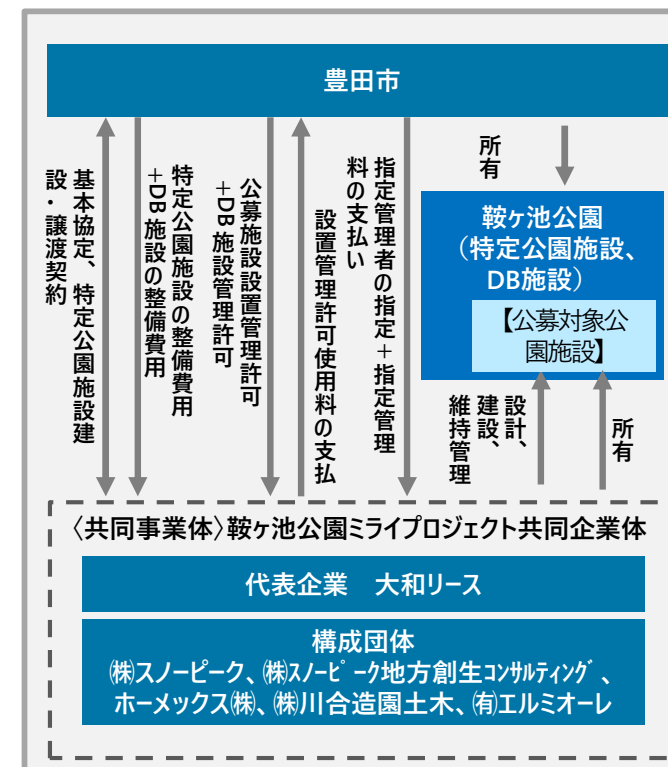 豊田市
基本協定、特定公園施設建
設・譲渡契約
特定公園施設の整備費用
+DB施設の整備費用
公募施設設置管理許可
+DB施設管理許可
設置管理許可使用料の支払
指定管理者の指定+指定管理
料の支払い
所有
鞍ケ池公園
（特定公園施設、
DB施設）
【公募対象公
園施設】
設計、
建設、
維持管理
所有
〈共同事業体〉鞍ケ池公園ミライプロジェクト共同企業体
代表企業　大和リース
構成団体
㈱スノーピーク、㈱ｽﾉｰﾋﾟｰｸ地方創生ｺﾝｻﾙﾃｨﾝｸﾞ、
ホーメックス㈱、㈱川合造園土木、㈲エルミオーレ